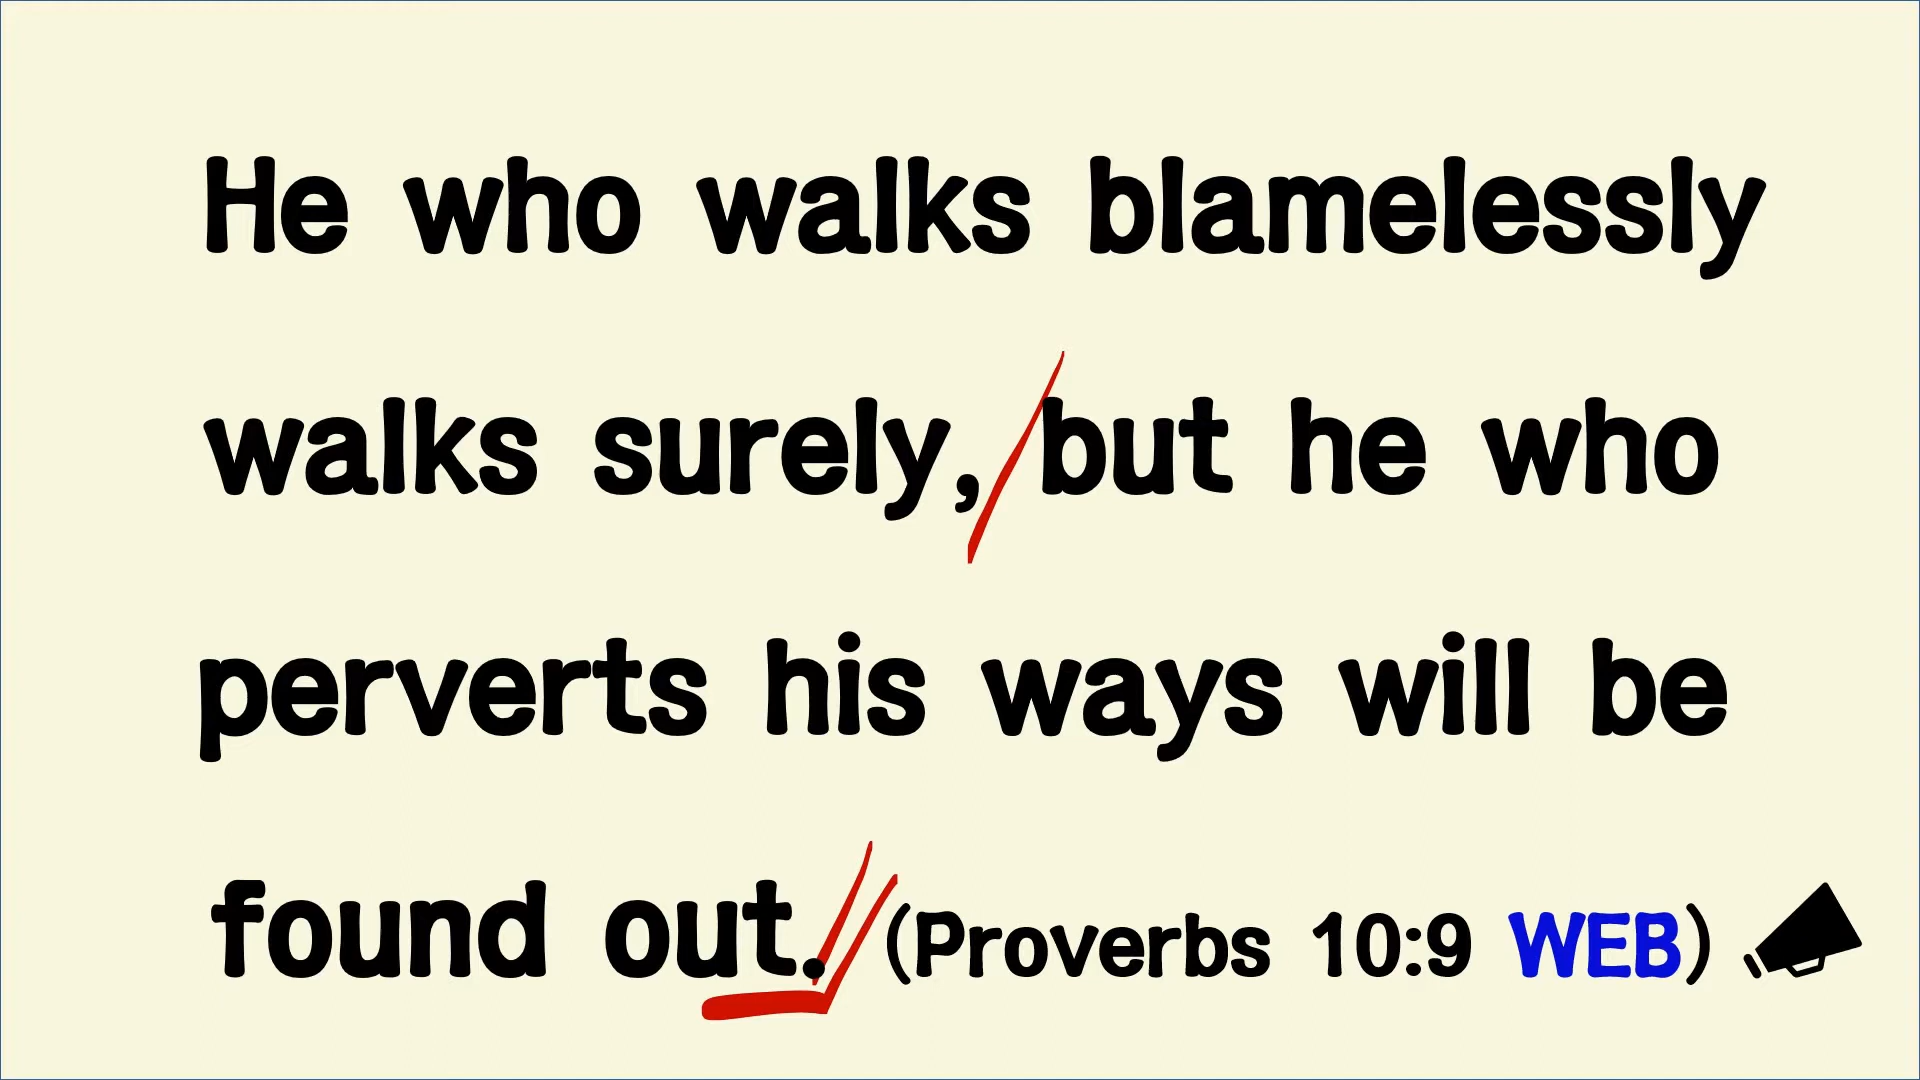 He who walks blamelessly
walks surely, but he who
perverts his ways will be
found out. (Proverbs 10:9 WEB)